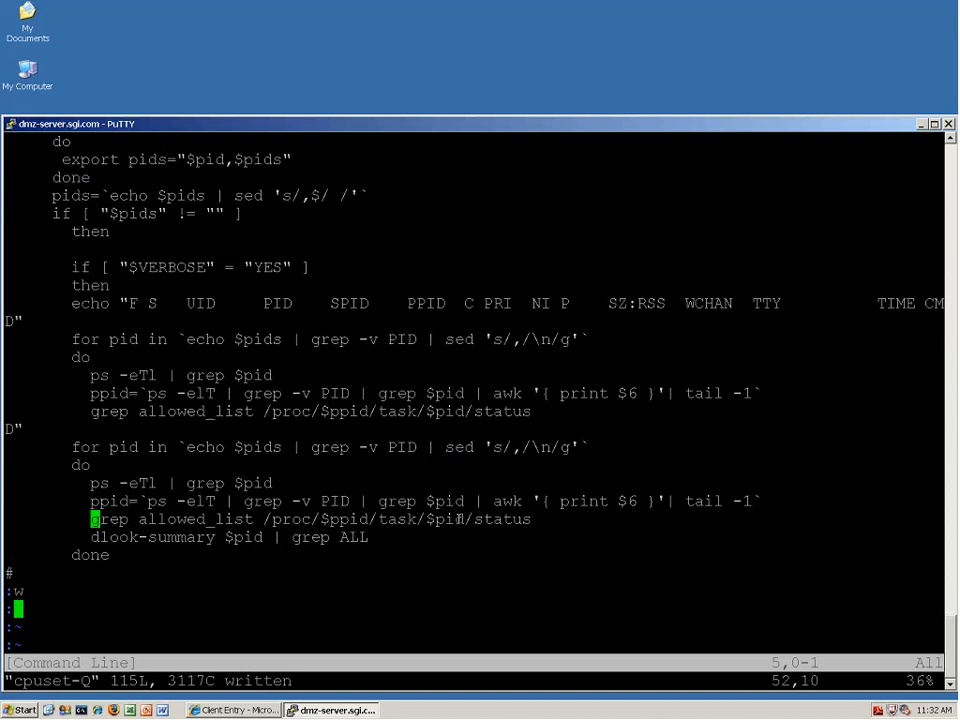 My
Documents
My Computer
dmz-server.sgi.com - PuTTY
do
export pids="$pid,$pids"
done
pids=`echo $pids | sed 's/,$/ /'`
if [ "$pids" != "" ]
then
if [ "$VERBOSE" = "YES" ]
then
echo "F S UID PID SPID PPID C PRI NI P SZ:RSS WCHAN TTY TIME CM
D"
for pid in `echo $pids | grep -v PID | sed 's/,/\n/g'`
do
ps -eTl | grep $pid
ppid=`ps -elT | grep -v PID | grep $pid | awk '{ print $6 }'| tail -1`
grep allowed_list /proc/$ppid/task/$pid/status
D"
for pid in `echo $pids | grep -v PID | sed 's/,/\n/g'`
do
ps -eTl | grep $pid
ppid=`ps -elT | grep -v PID | grep $pid | awk '{ print $6 }'| tail -1`
grep allowed_list /proc/$ppid/task/$pid/status
dlook-summary $pid | grep ALL
done
#
:w
:
:~
:~
[Command Line] 5,0-1 All
"cpuset-Q" 115L, 3117C written 52,10 36%
Start Client Entry - Micro... dmz-server.sgi.c... 11:32 AM